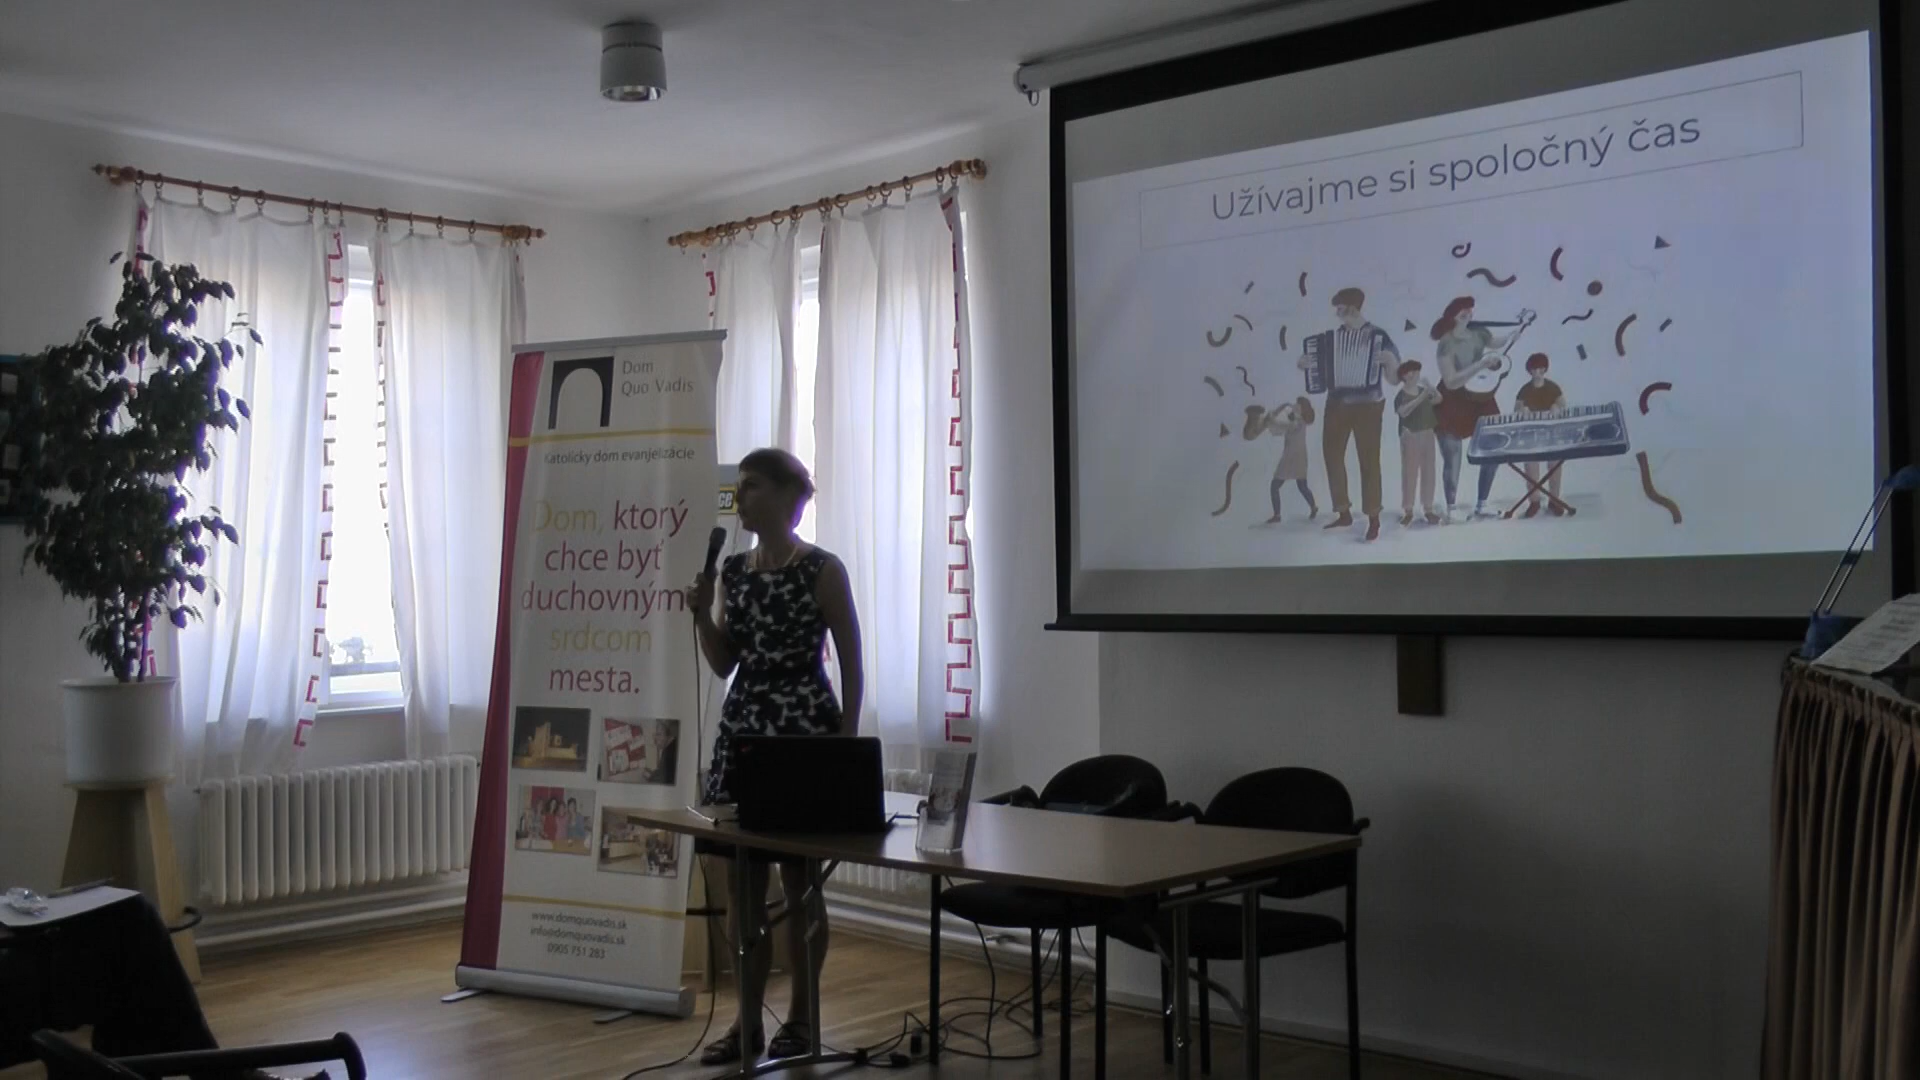 Užívajme si spoločný čas
Dom
Quo Vadis
Katolícky dom evanjelizácie
Dom, ktorý
chce byť
duchovným
srdcom
mesta.
www.domquovadis.sk
info@domquovadis.sk
0905 751 283
ce